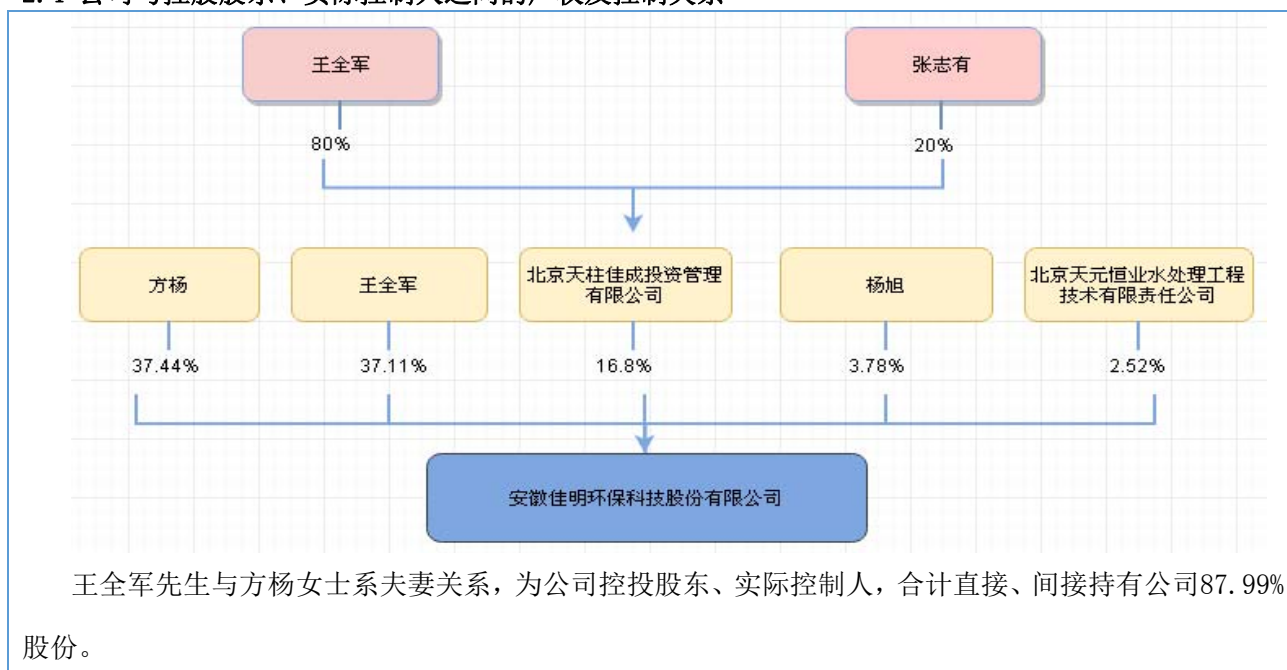 王全军
张志有
80%
20%
方杨
王全军
北京天柱佳成投资管理
有限公司
杨旭
北京天元恒业水处理工程
技术有限责任公司
37.44%
37.11%
16.8%
3.78%
2.52%
安徽佳明环保科技股份有限公司
王全军先生与方杨女士系夫妻关系，为公司控投股东、实际控制人，合计直接、间接持有公司87.99%
股份。